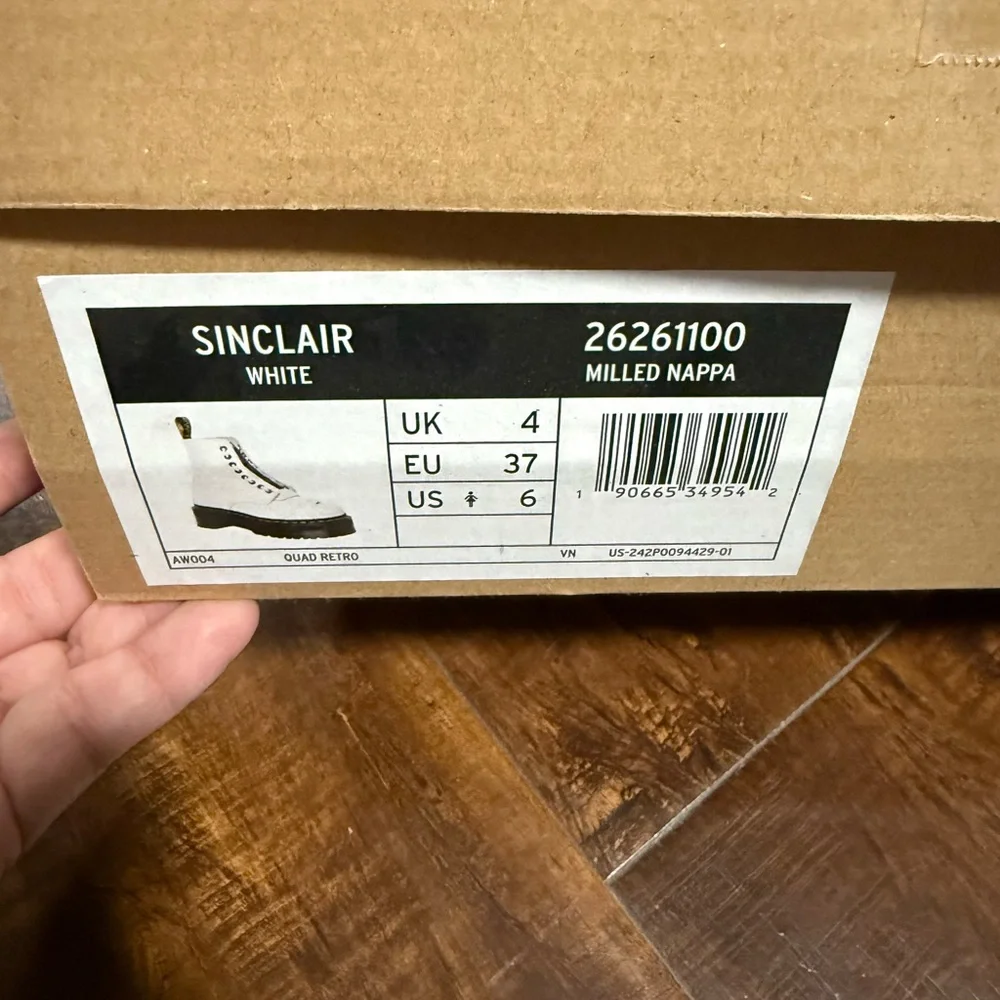 SINCLAIR
WHITE
26261100
MILLED NAPPA
UK 4
EU 37
US 6
1 90665 34954 2
AW004 QUAD RETRO VN US-242P0094429-01